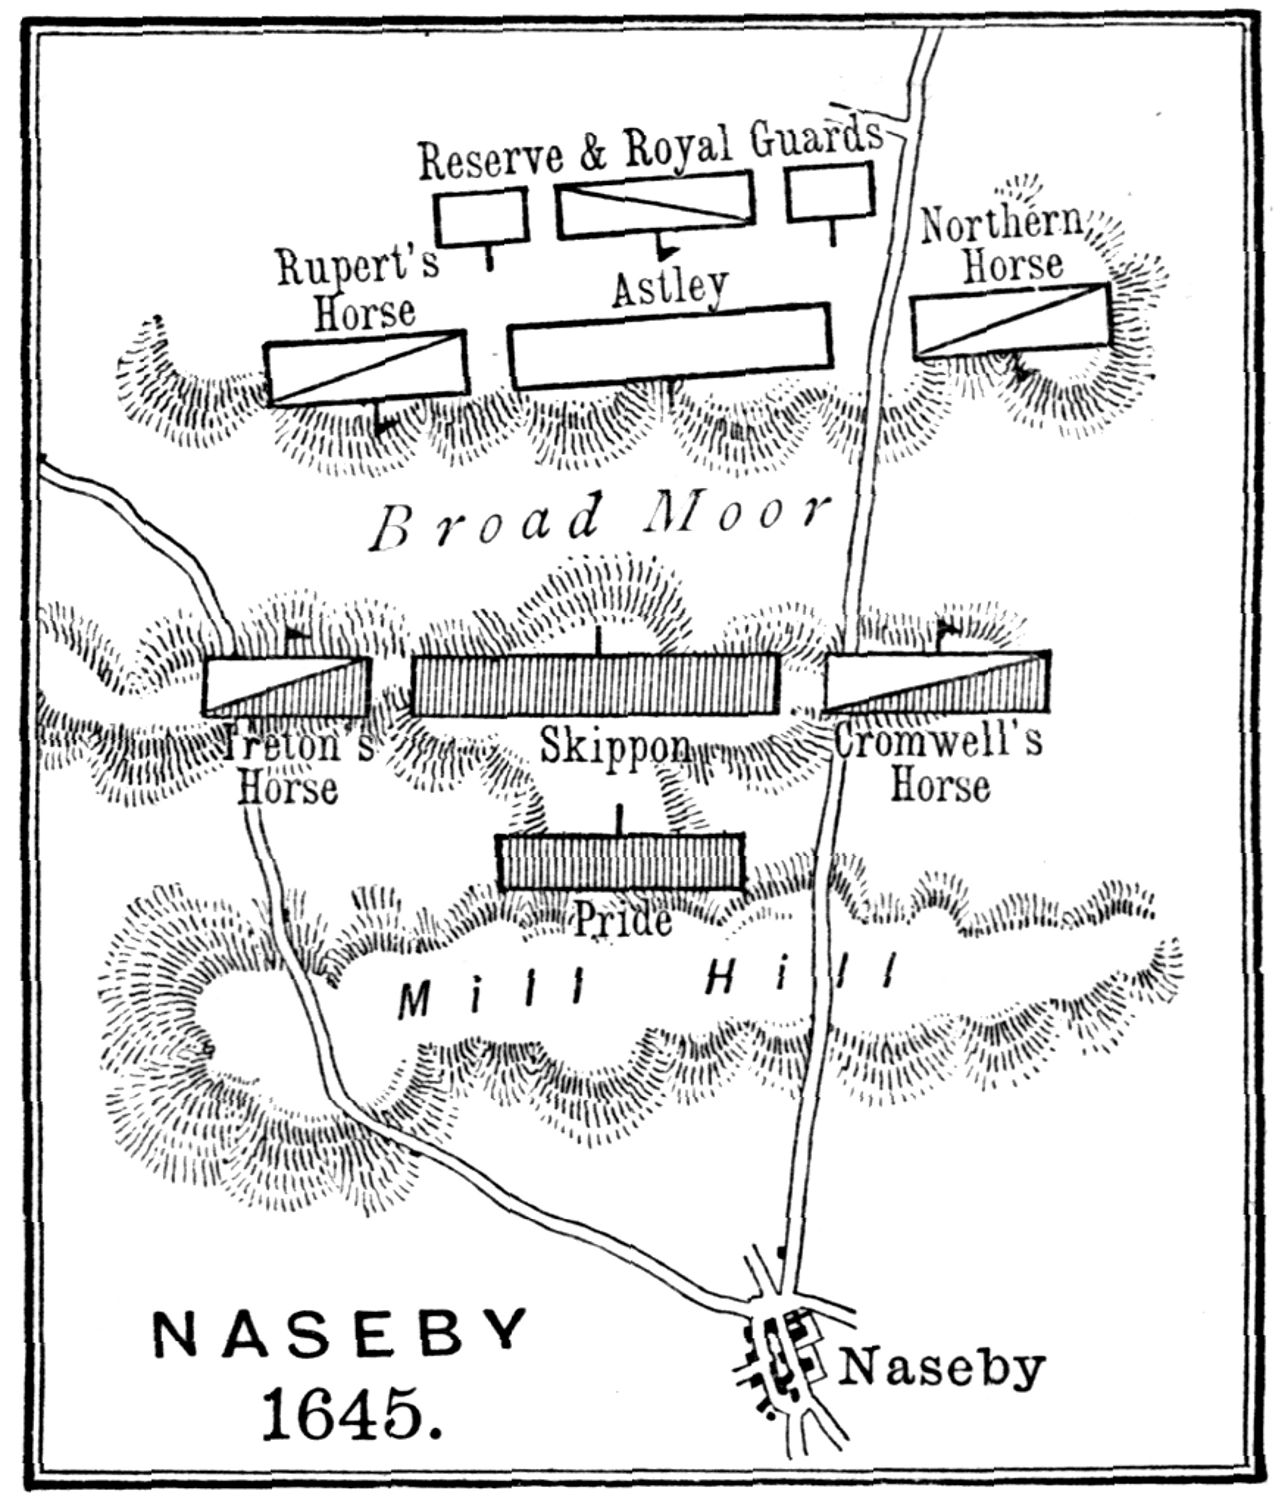 Reserve & Royal Guards
Northern
Horse
Rupert's
Horse
Astley
Broad Moor
Ireton's
Horse
Skippon
Cromwell's
Horse
Pride
Mill Hill
NASEBY
1645.
Naseby